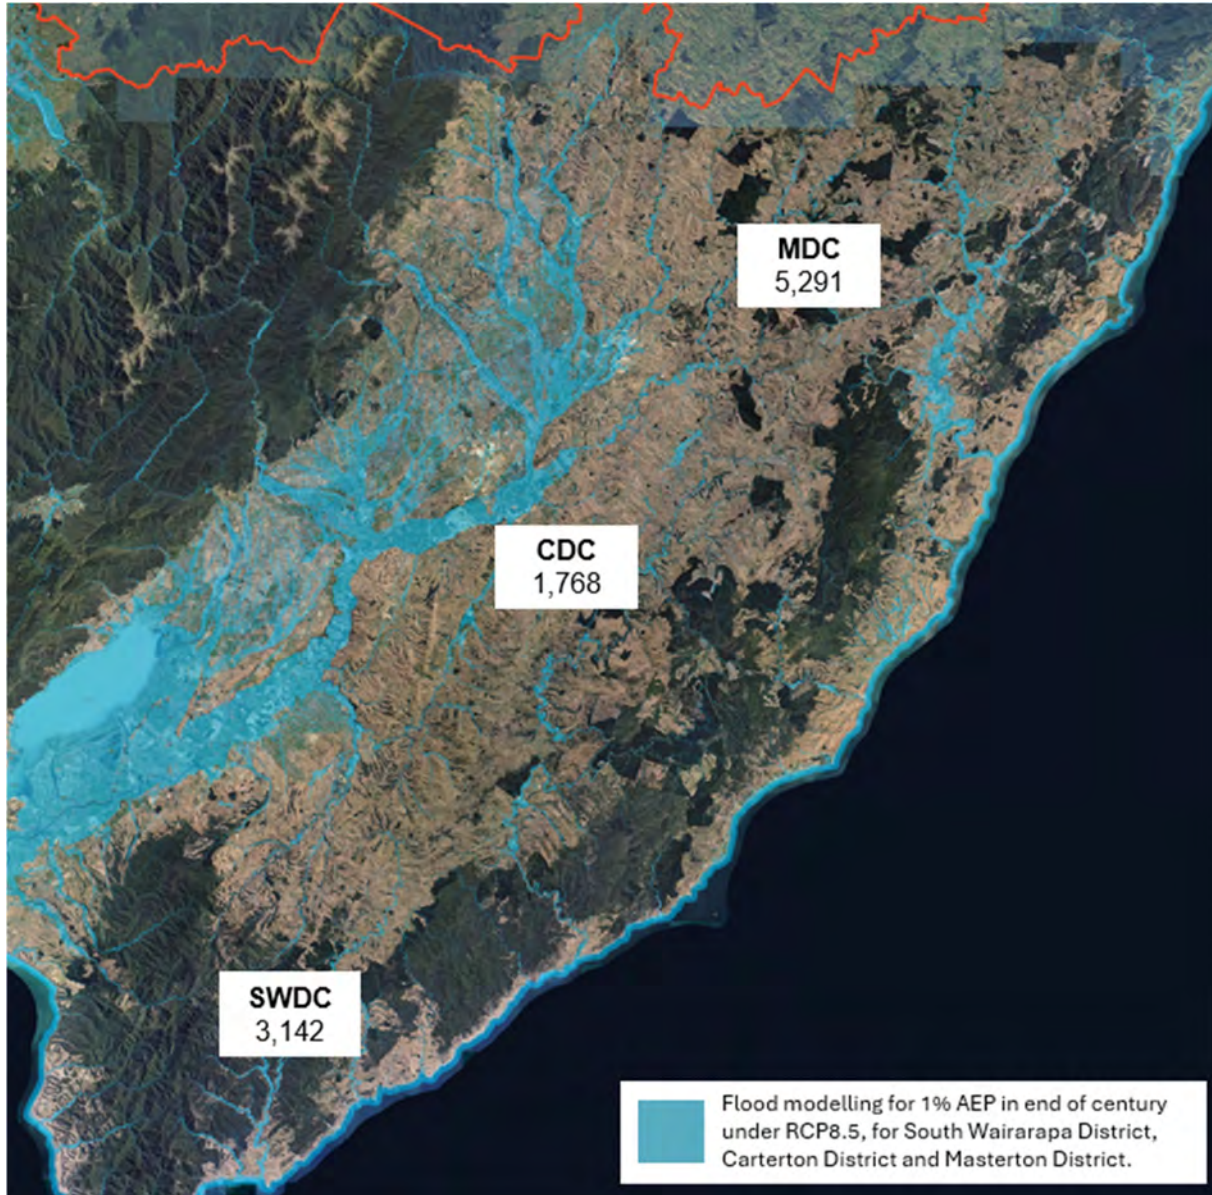 MDC
5,291
CDC
1,768
SWDC
3,142
Flood modelling for 1% AEP in end of century
under RCP8.5, for South Wairarapa District,
Carterton District and Masterton District.